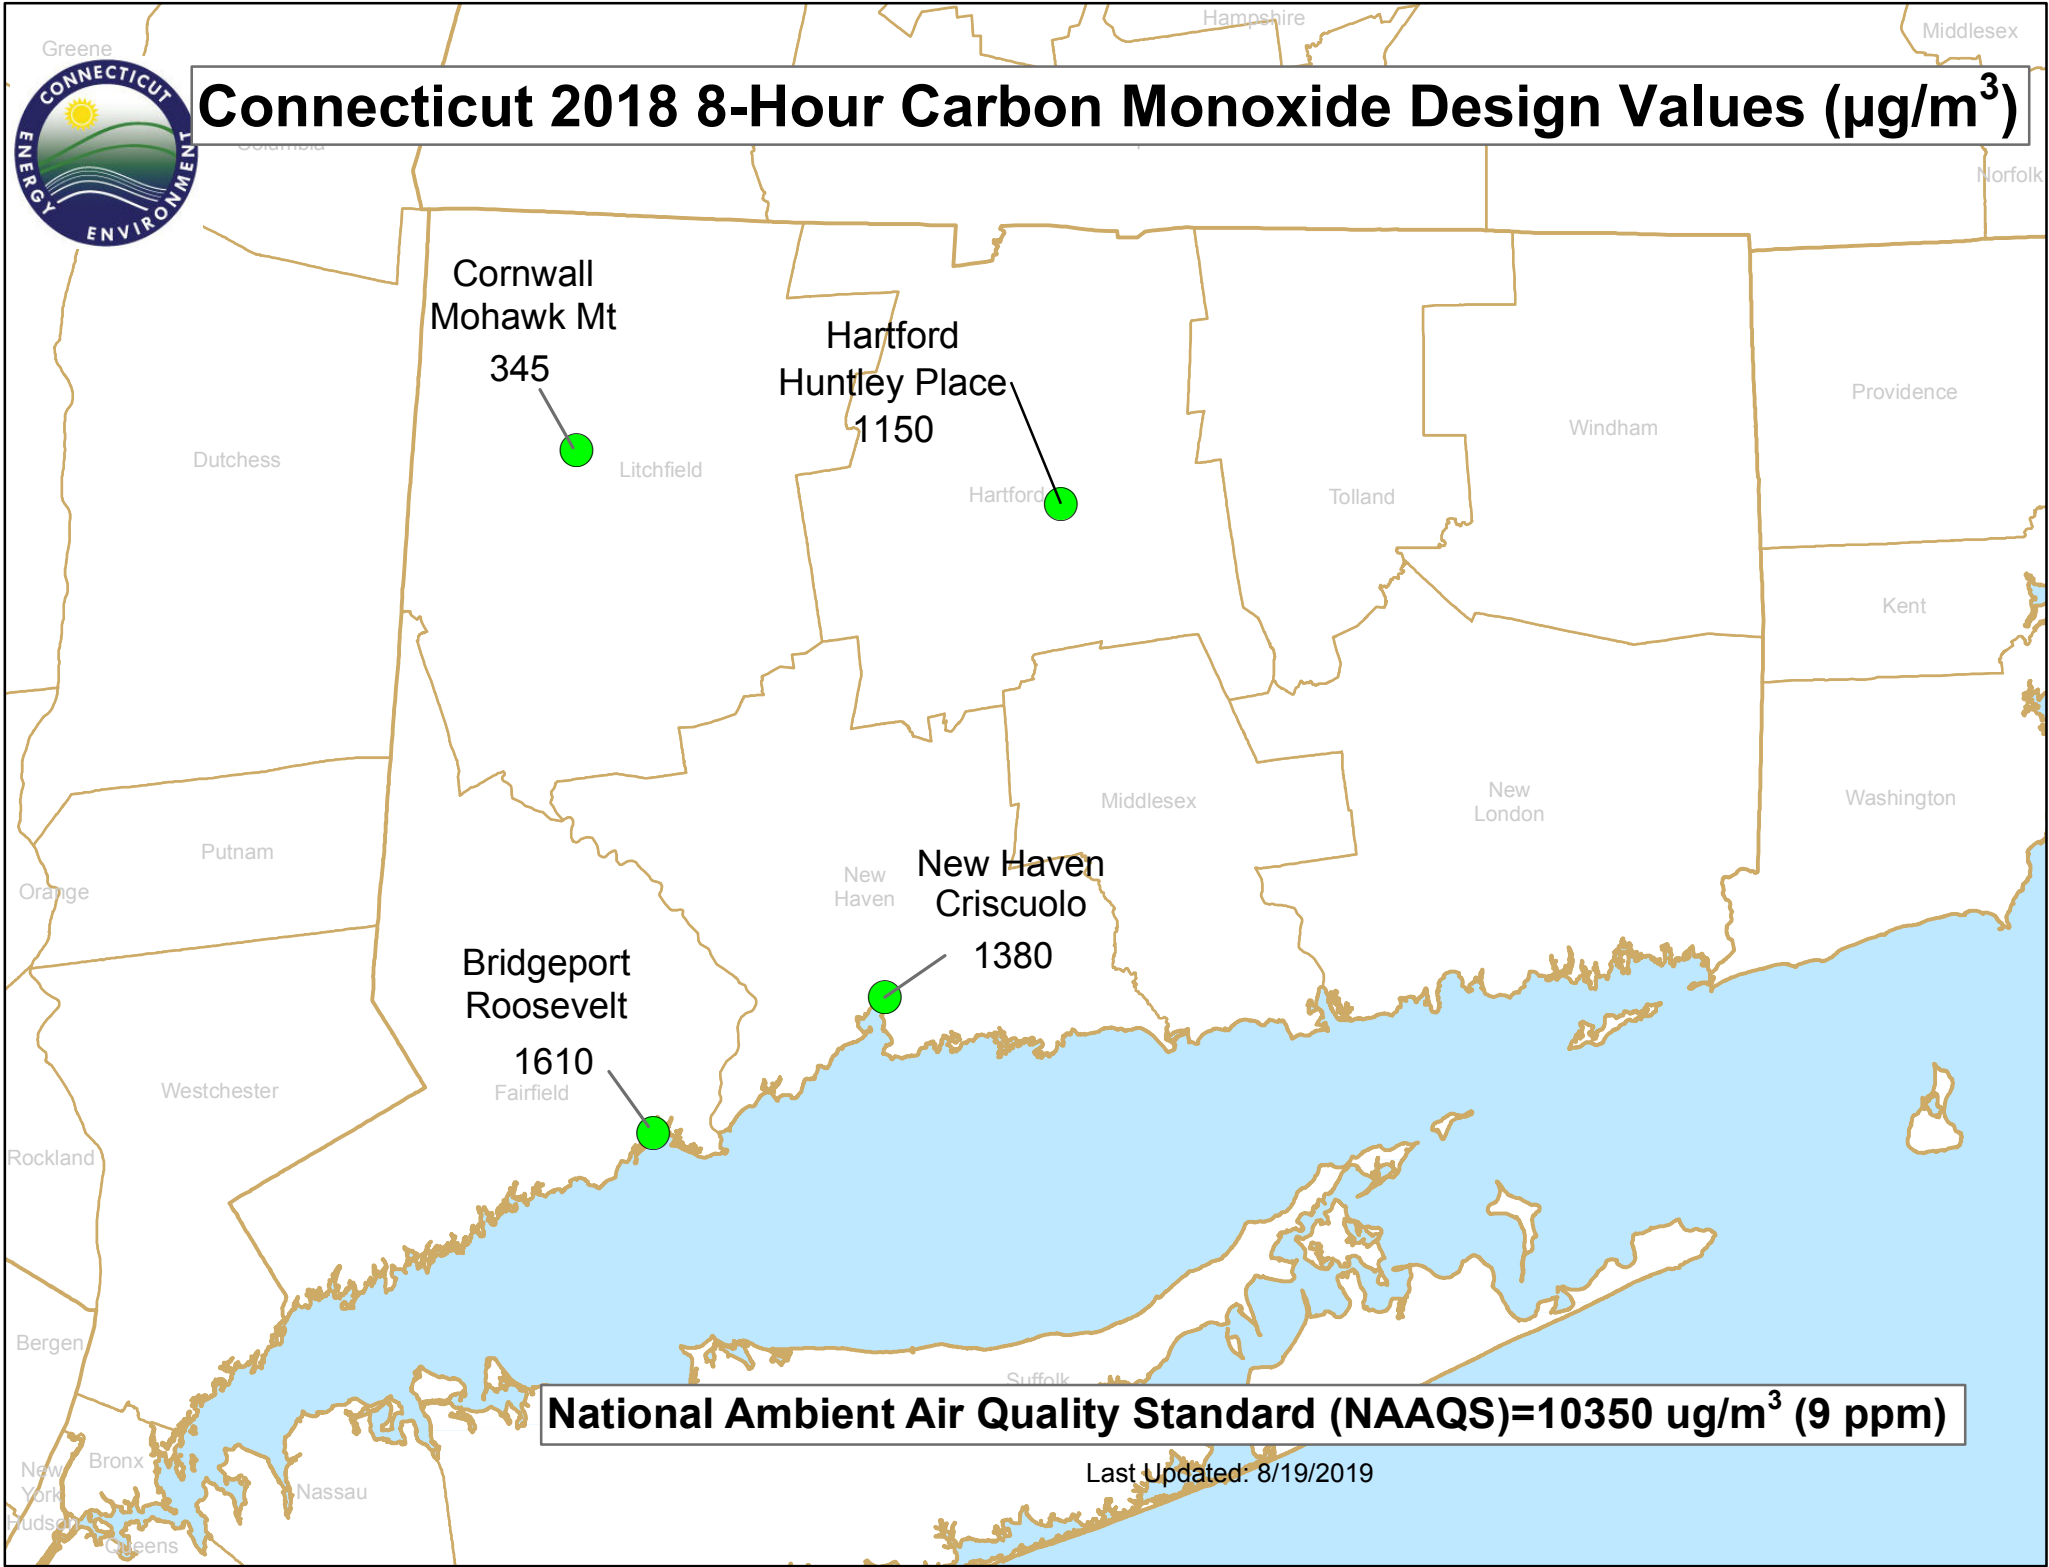 Hampshire
Middlesex
Greene
CONNECTICUT
ENERGY
ENVIRONMENT
Connecticut 2018 8-Hour Carbon Monoxide Design Values (µg/m³)
Columbia
Norfolk
Cornwall
Mohawk Mt
345
Hartford
Huntley Place
1150
Providence
Windham
Dutchess
Litchfield
Hartford
Tolland
Kent
New
London
Washington
Middlesex
Putnam
Orange
New
Haven
New Haven
Criscuolo
1380
Bridgeport
Roosevelt
1610
Westchester
Fairfield
Rockland
Bergen
Suffolk
National Ambient Air Quality Standard (NAAQS)=10350 ug/m³ (9 ppm)
Last Updated: 8/19/2019
Bronx
New
York
Nassau
Hudson
Queens